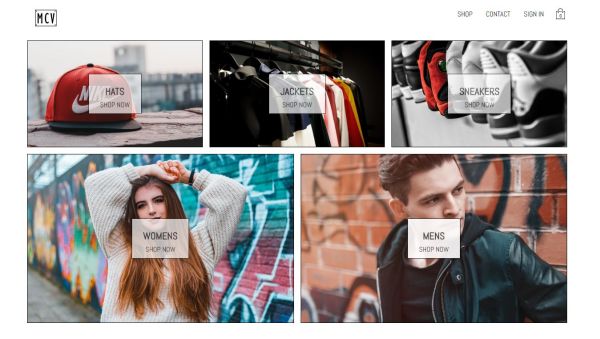 MCV
SHOP
CONTACT
SIGN IN
0
HATS
SHOP NOW
JACKETS
SHOP NOW
SNEAKERS
SHOP NOW
WOMENS
SHOP NOW
MENS
SHOP NOW